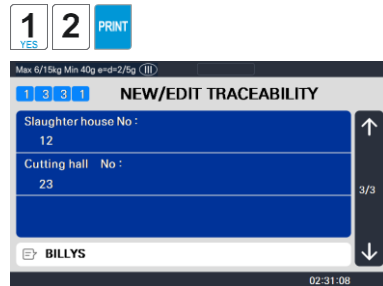 1 2 PRINT
YES
Max 6/15kg Min 40g e=d=2/5g (III)
1 3 3 1 NEW/EDIT TRACEABILITY
Slaughter house No :
12
Cutting hall No :
23
3/3
BILLYS
02:31:08